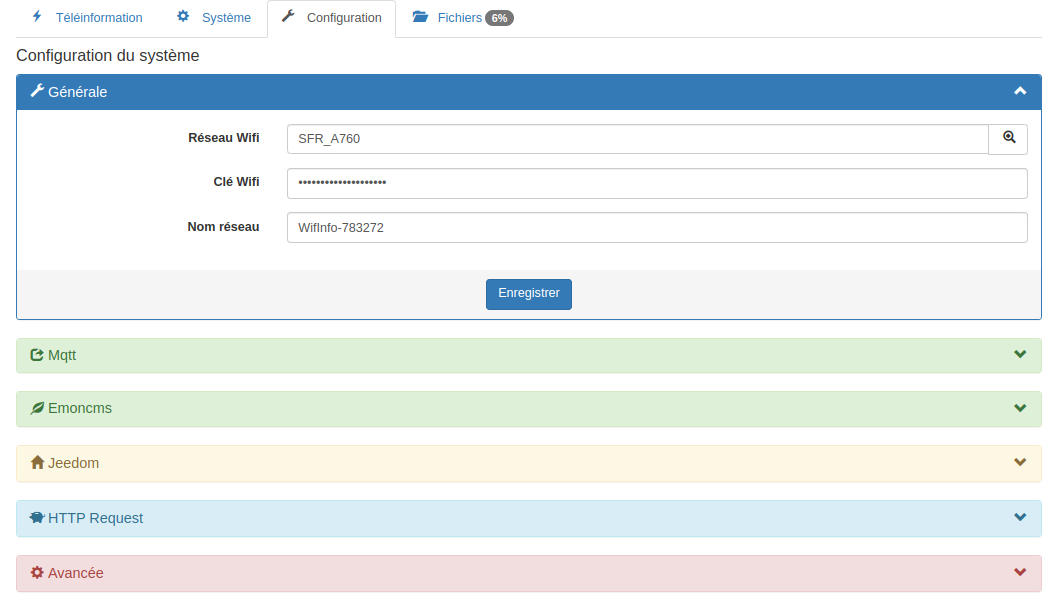 Téléinformation Système Configuration Fichiers 6%
Configuration du système
Générale
Réseau Wifi SFR_A760
Clé Wifi ••••••••••••••••••••
Nom réseau WifInfo-783272
Enregistrer
Mqtt
Emoncms
Jeedom
HTTP Request
Avancée